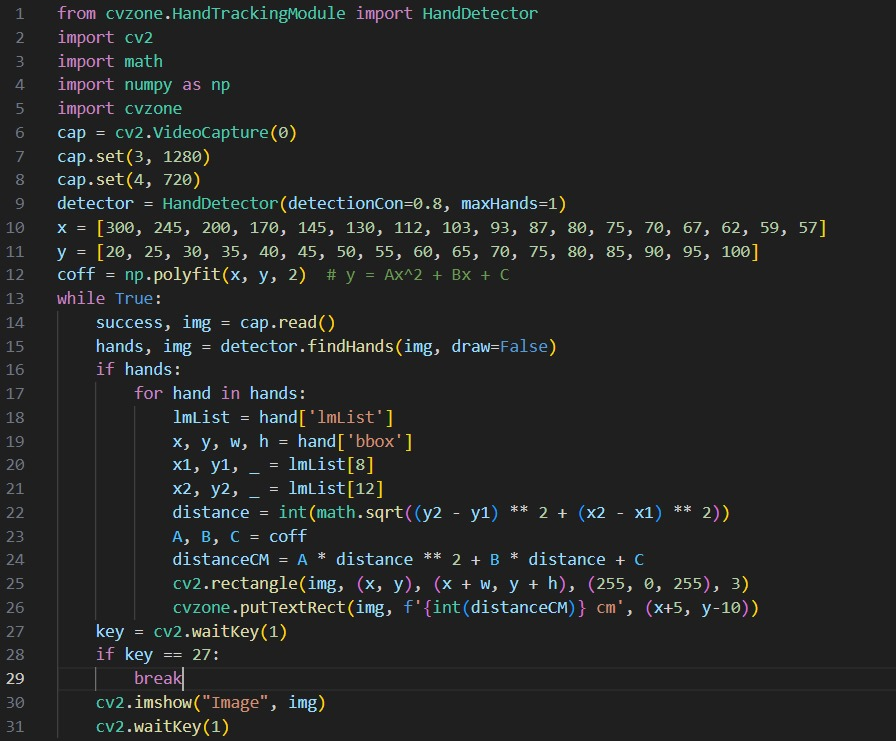 1 from cvzone.HandTrackingModule import HandDetector
2 import cv2
3 import math
4 import numpy as np
5 import cvzone
6 cap = cv2.VideoCapture(0)
7 cap.set(3, 1280)
8 cap.set(4, 720)
9 detector = HandDetector(detectionCon=0.8, maxHands=1)
10 x = [300, 245, 200, 170, 145, 130, 112, 103, 93, 87, 80, 75, 70, 67, 62, 59, 57]
11 y = [20, 25, 30, 35, 40, 45, 50, 55, 60, 65, 70, 75, 80, 85, 90, 95, 100]
12 coff = np.polyfit(x, y, 2)  # y = Ax^2 + Bx + C
13 while True:
14     success, img = cap.read()
15     hands, img = detector.findHands(img, draw=False)
16     if hands:
17         for hand in hands:
18             lmList = hand['lmList']
19             x, y, w, h = hand['bbox']
20             x1, y1, _ = lmList[8]
21             x2, y2, _ = lmList[12]
22             distance = int(math.sqrt((y2 - y1) ** 2 + (x2 - x1) ** 2))
23             A, B, C = coff
24             distanceCM = A * distance ** 2 + B * distance + C
25             cv2.rectangle(img, (x, y), (x + w, y + h), (255, 0, 255), 3)
26             cvzone.putTextRect(img, f'{int(distanceCM)} cm', (x+5, y-10))
27     key = cv2.waitKey(1)
28     if key == 27:
29         break
30     cv2.imshow("Image", img)
31     cv2.waitKey(1)